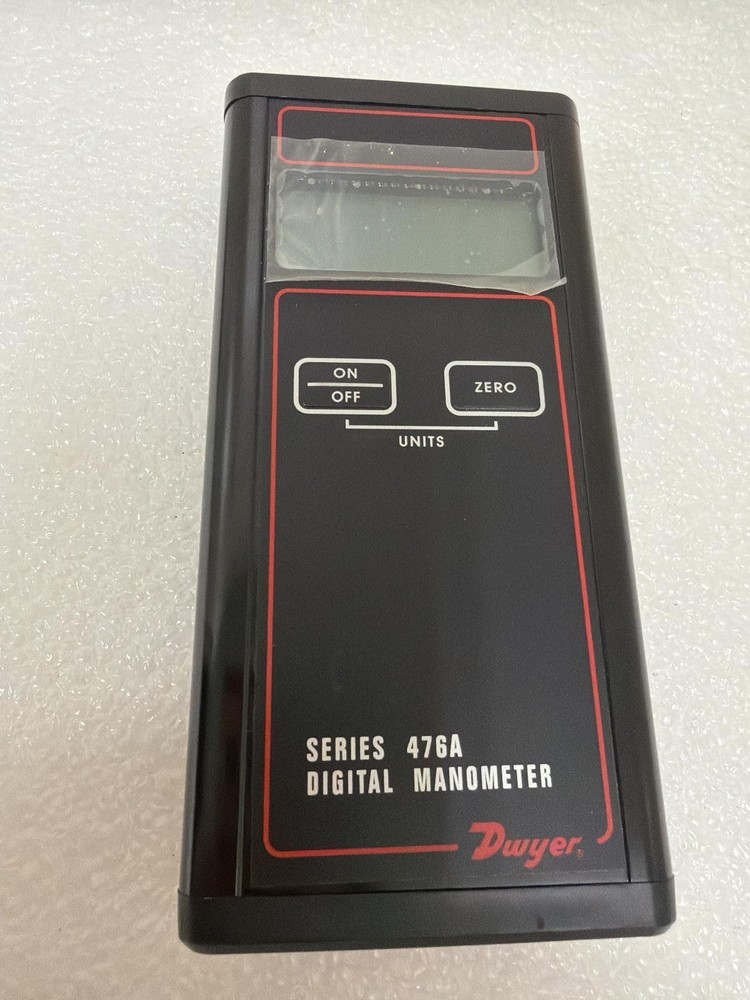 ON
OFF
ZERO
UNITS
SERIES 476A
DIGITAL MANOMETER
Dwyer